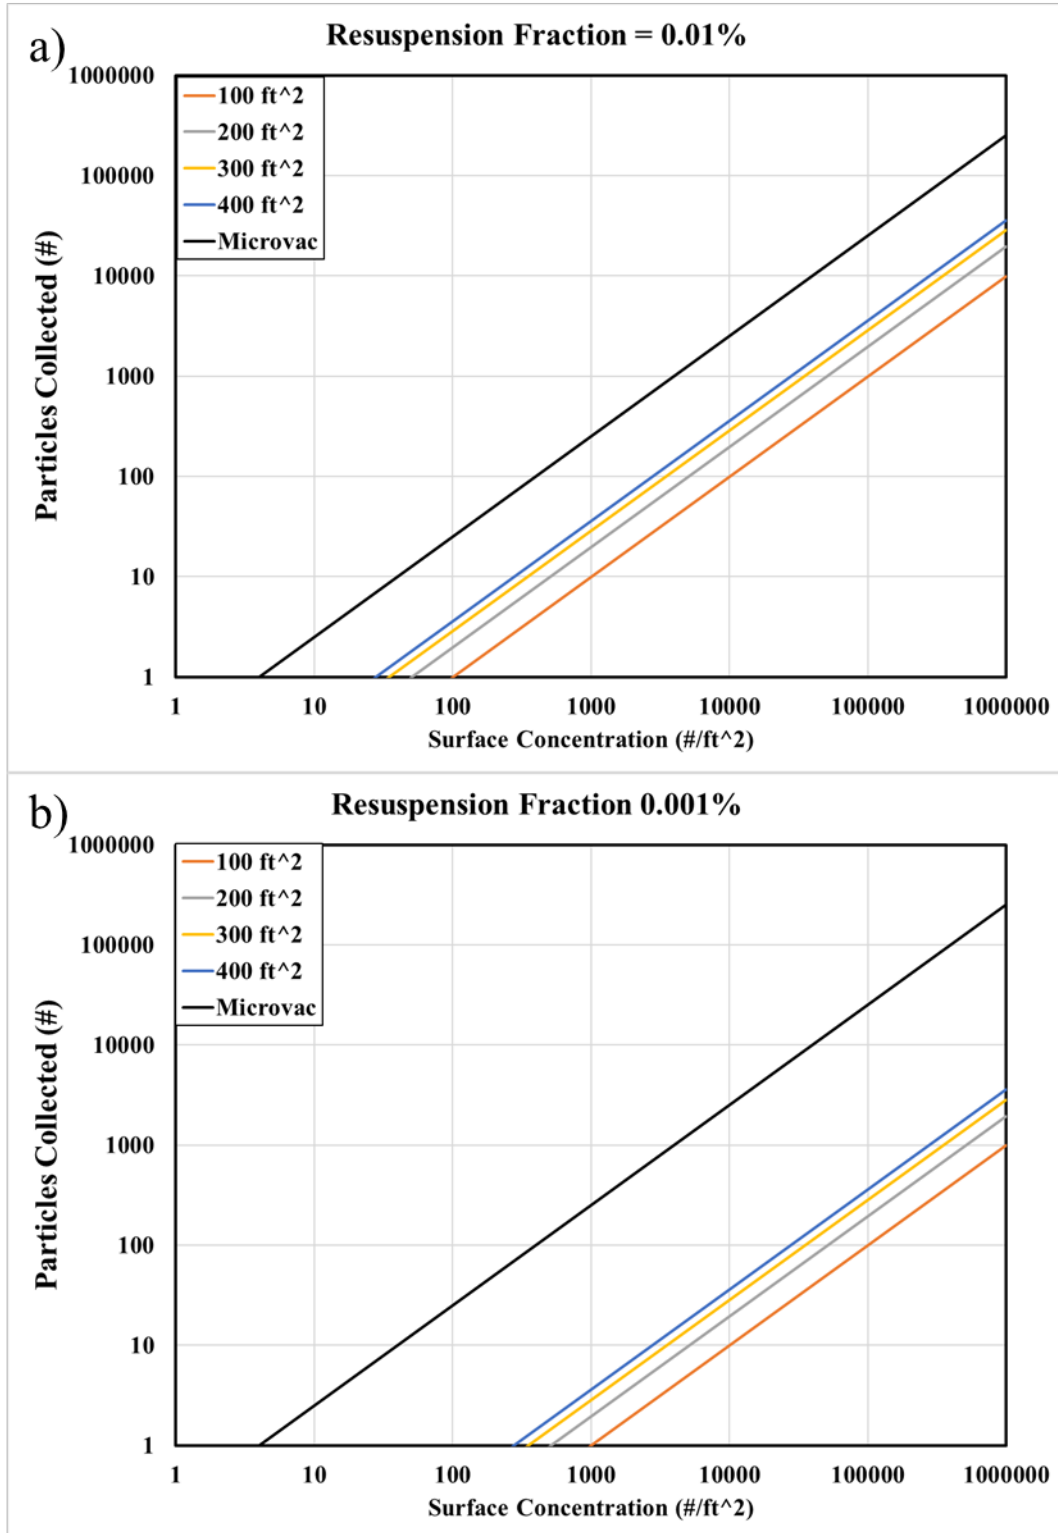 a)
Resuspension Fraction = 0.01%
1000000
100000
10000
1000
100
10
1
Particles Collected (#)
100 ft^2
200 ft^2
300 ft^2
400 ft^2
Microvac
1 10 100 1000 10000 100000 1000000
Surface Concentration (#/ft^2)
b)
Resuspension Fraction 0.001%
1000000
100000
10000
1000
100
10
1
Particles Collected (#)
100 ft^2
200 ft^2
300 ft^2
400 ft^2
Microvac
1 10 100 1000 10000 100000 1000000
Surface Concentration (#/ft^2)